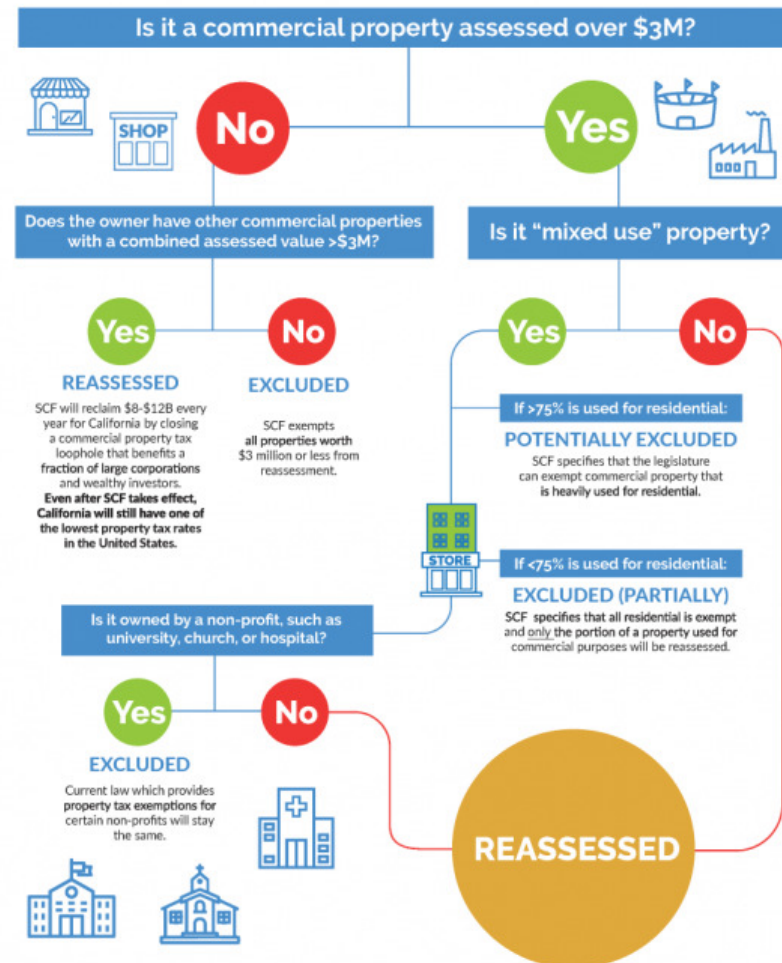 Is it a commercial property assessed over $3M?
SHOP
No
Yes
Does the owner have other commercial properties
with a combined assessed value >$3M?
Is it “mixed use” property?
Yes
No
Yes
No
REASSESSED
SCF will reclaim $8-$12B every
year for California by closing
a commercial property tax
loophole that benefits a
fraction of large corporations
and wealthy investors.
Even after SCF takes effect,
California will still have one of
the lowest property tax rates
in the United States.
EXCLUDED
SCF exempts
all properties worth
$3 million or less from
reassessment.
If >75% is used for residential:
POTENTIALLY EXCLUDED
SCF specifies that the legislature
can exempt commercial property that
is heavily used for residential.
STORE
If <75% is used for residential:
EXCLUDED (PARTIALLY)
SCF specifies that all residential is exempt
and only the portion of a property used for
commercial purposes will be reassessed.
Is it owned by a non-profit, such as
university, church, or hospital?
Yes
No
EXCLUDED
Current law which provides
property tax exemptions for
certain non-profits will stay
the same.
REASSESSED